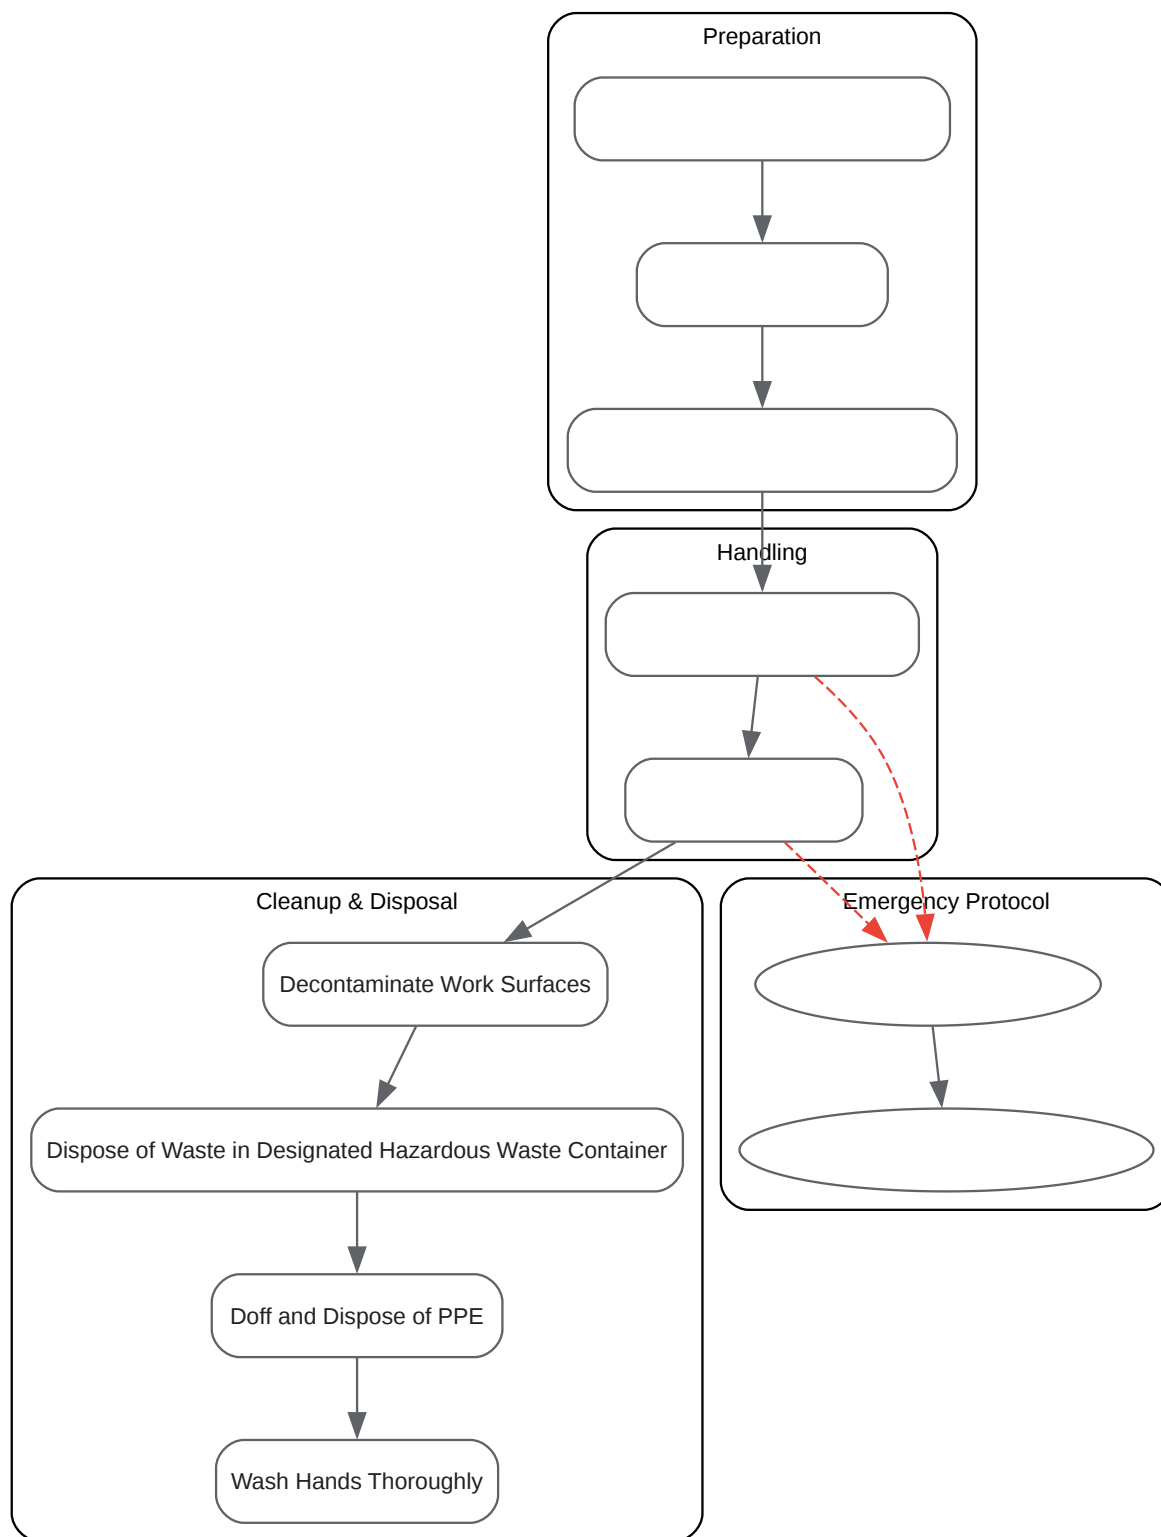 Preparation
Handling
Cleanup & Disposal
Emergency Protocol
Decontaminate Work Surfaces
Dispose of Waste in Designated Hazardous Waste Container
Doff and Dispose of PPE
Wash Hands Thoroughly